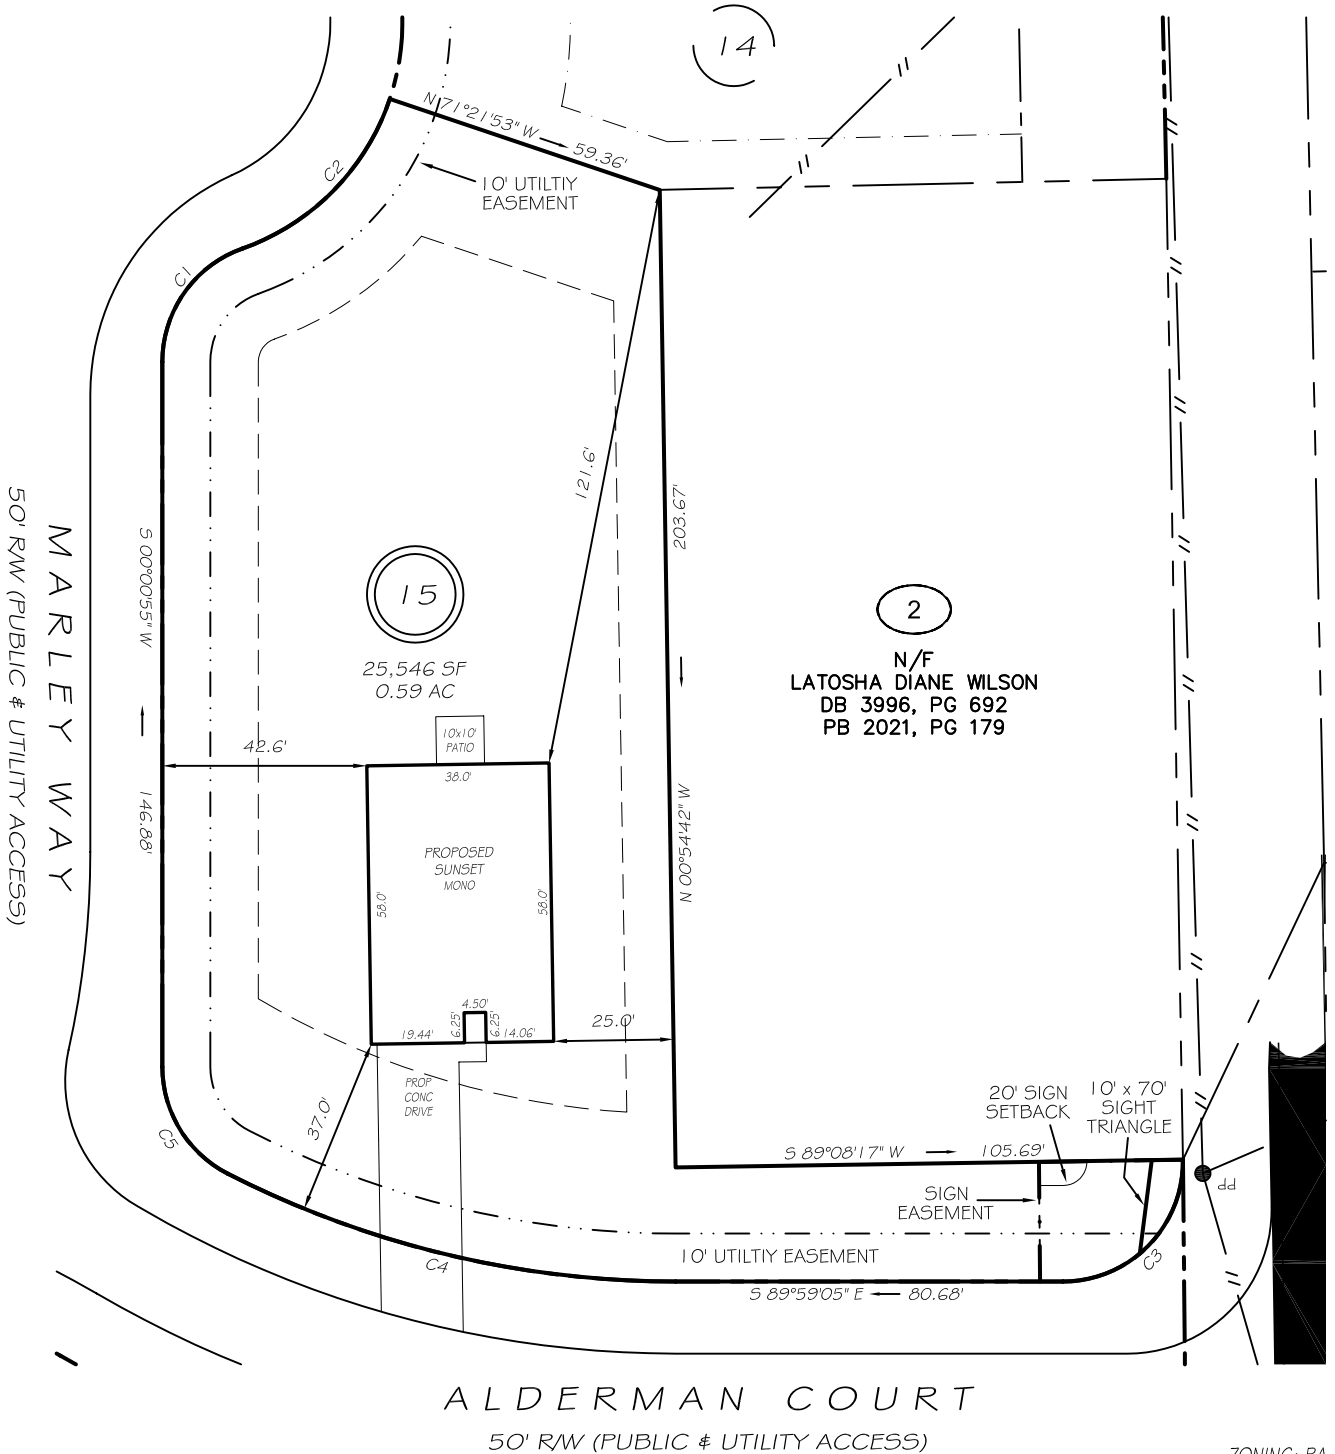 14
N 71°21'53" W
59.36'
C2
10' UTILTIY
EASEMENT
C1
121.6'
203.67'
S 00°00'55" W
MARLEY WAY
50' R/W (PUBLIC & UTILITY ACCESS)
15
25,546 SF
0.59 AC
2
N/F
LATOSHA DIANE WILSON
DB 3996, PG 692
PB 2021, PG 179
10'x10'
PATIO
42.6'
38.0'
146.88'
N 00°54'42" W
PROPOSED
SUNSET
MONO
58.0'
58.0'
4.50'
6.25'
6.25'
19.44'
14.06'
25.0'
PROP
CONC
DRIVE
37.0'
C5
20' SIGN
SETBACK
10' x 70'
SIGHT
TRIANGLE
S 89°08'17" W
105.69'
SIGN
EASEMENT
PP
10' UTILTIY EASEMENT
C4
C3
S 89°59'05" E
80.68'
ALDERMAN COURT
50' R/W (PUBLIC & UTILITY ACCESS)